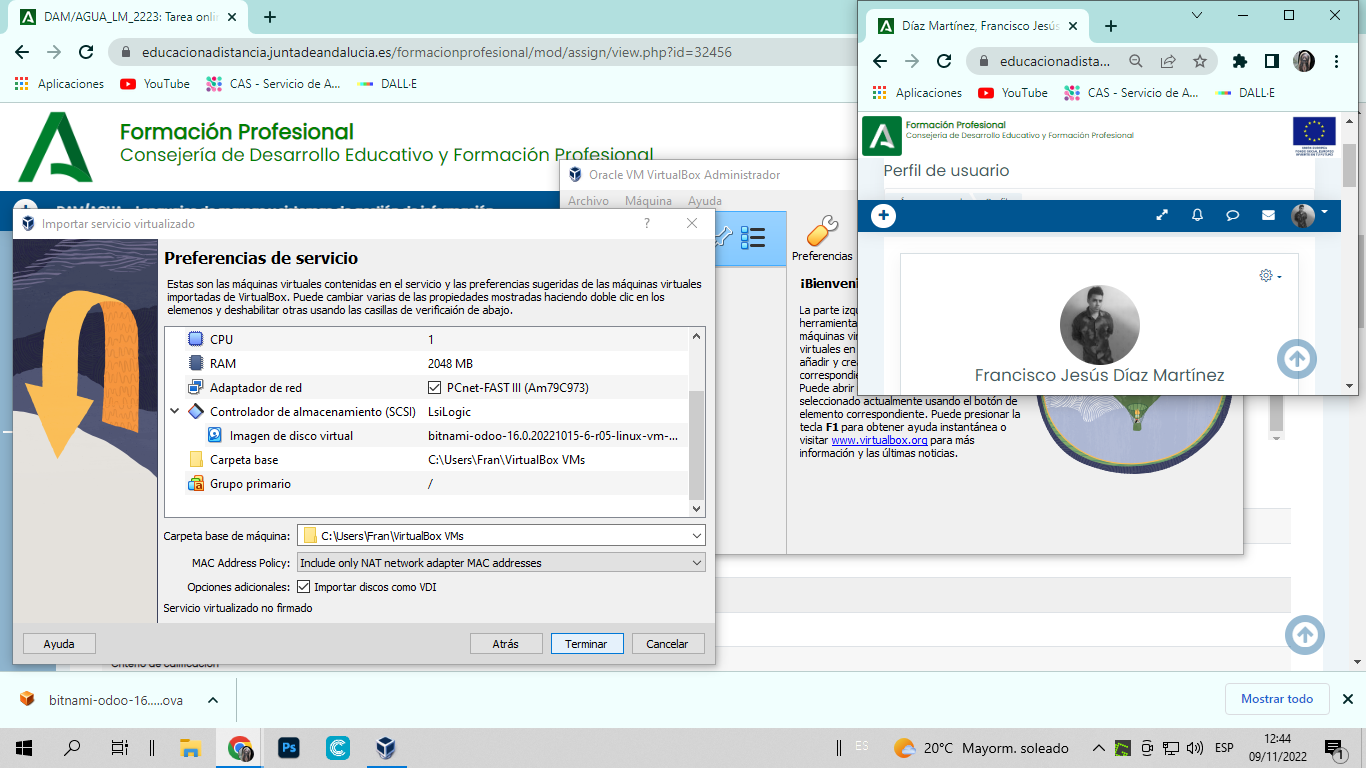 DAM/AGUA_LM_2223: Tarea onli
educacionadistancia.juntadeandalucia.es/formacionprofesional/mod/assign/view.php?id=32456
Aplicaciones
YouTube
CAS - Servicio de A...
DALL·E
Formación Profesional
Consejería de Desarrollo Educativo y Formación Profesional
Díaz Martínez, Francisco Jesús
educacionadista...
Aplicaciones
YouTube
CAS - Servicio de A...
DALL·E
Formación Profesional
Consejería de Desarrollo Educativo y Formación Profesional
Perfil de usuario
Francisco Jesús Díaz Martínez
Oracle VM VirtualBox Administrador
Archivo Máquina Ayuda
Preferencias
¡Bienveni
La parte izqu
herramienta
máquinas vir
virtuales en
añadir y crea
correspondie
Puede abrir
seleccionado actualmente usando el botón de
elemento correspondiente. Puede presionar la
tecla F1 para obtener ayuda instantánea o
visitar www.virtualbox.org para más
información y las últimas noticias.
Importar servicio virtualizado
?
Preferencias de servicio
Estas son las máquinas virtuales contenidas en el servicio y las preferencias sugeridas de las máquinas virtuales
importadas de VirtualBox. Puede cambiar varias de las propiedades mostradas haciendo doble clic en los
elemenos y deshabilitar otras usando las casillas de verificaión de abajo.
CPU 1
RAM 2048 MB
Adaptador de red PCnet-FAST III (Am79C973)
Controlador de almacenamiento (SCSI) LsiLogic
Imagen de disco virtual bitnami-odoo-16.0.20221015-6-r05-linux-vm-...
Carpeta base C:\Users\Fran\VirtualBox VMs
Grupo primario /
Carpeta base de máquina: C:\Users\Fran\VirtualBox VMs
MAC Address Policy: Include only NAT network adapter MAC addresses
Opciones adicionales: Importar discos como VDI
Servicio virtualizado no firmado
Ayuda
Atrás
Terminar
Cancelar
bitnami-odoo-16.....ova
Mostrar todo
Ps
ES
20°C Mayorm. soleado
ESP
12:44
09/11/2022
1